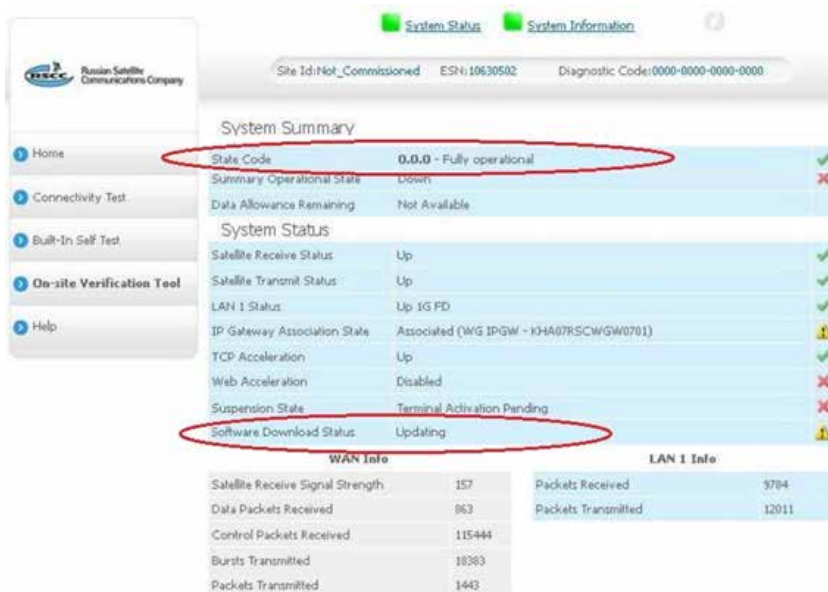 System Status System Information
RSCC Russian Satellite
Communications Company
Site Id:Not_Commissioned ESN:10630502 Diagnostic Code:0000-0000-0000-0000
Home
Connectivity Test
Built-In Self Test
On-site Verification Tool
Help
System Summary
State Code 0.0.0 - Fully operational
Summary Operational State Down
Data Allowance Remaining Not Available
System Status
Satellite Receive Status Up
Satellite Transmit Status Up
LAN 1 Status Up 1G FD
IP Gateway Association State Associated (WG IPGW - KHA07RSCWGW0701)
TCP Acceleration Up
Web Acceleration Disabled
Suspension State Terminal Activation Pending
Software Download Status Updating
WAN Info
Satellite Receive Signal Strength 157
Data Packets Received 863
Control Packets Received 115444
Bursts Transmitted 18383
Packets Transmitted 1443
LAN 1 Info
Packets Received 9784
Packets Transmitted 12011